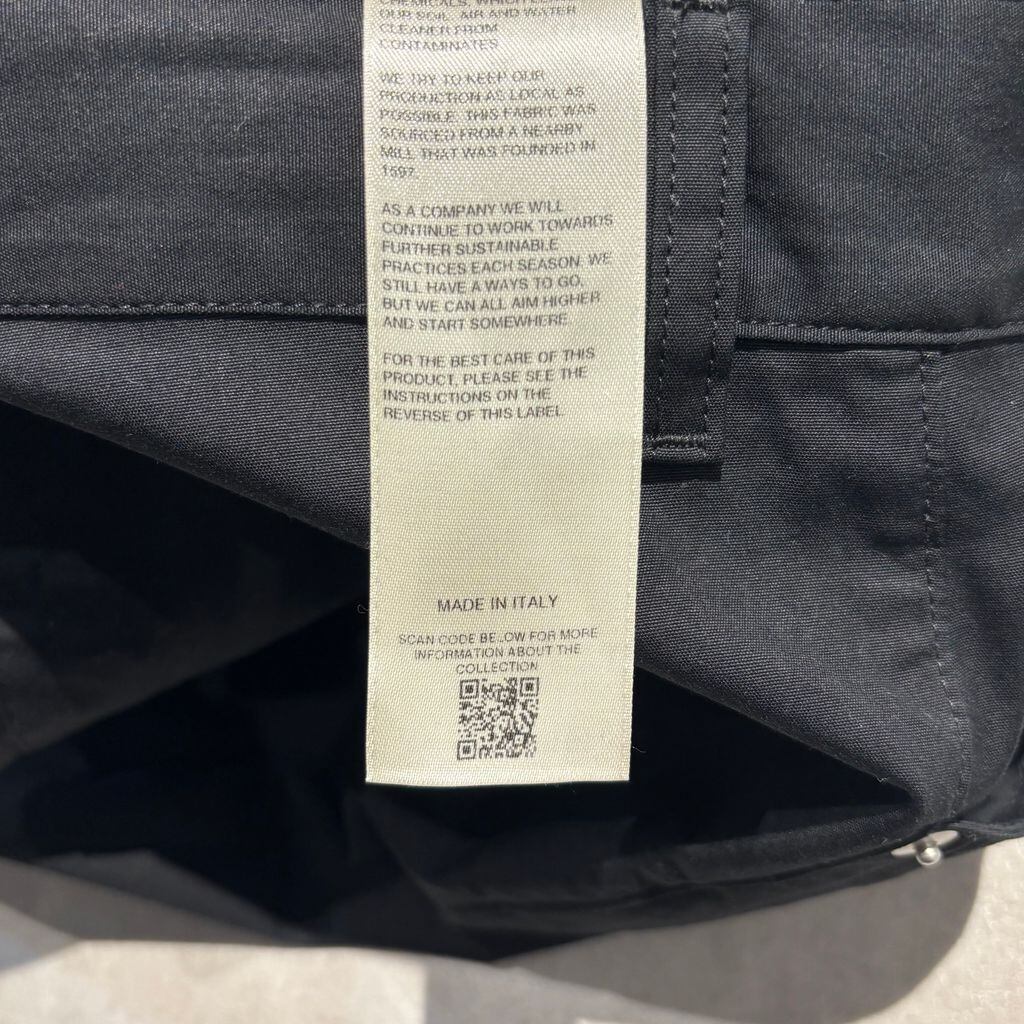 CHEMICALS, WHICH
OUR SOIL, AIR AND WATER
CLEANER FROM
CONTAMINATES
WE TRY TO KEEP OUR
PRODUCTION AS LOCAL AS
POSSIBLE. THIS FABRIC WAS
SOURCED FROM A NEARBY
MILL THAT WAS FOUNDED IN
1597.
AS A COMPANY WE WILL
CONTINUE TO WORK TOWARDS
FURTHER SUSTAINABLE
PRACTICES EACH SEASON. WE
STILL HAVE A WAYS TO GO,
BUT WE CAN ALL AIM HIGHER
AND START SOMEWHERE.
FOR THE BEST CARE OF THIS
PRODUCT, PLEASE SEE THE
INSTRUCTIONS ON THE
REVERSE OF THIS LABEL
MADE IN ITALY
SCAN CODE BELOW FOR MORE
INFORMATION ABOUT THE
COLLECTION